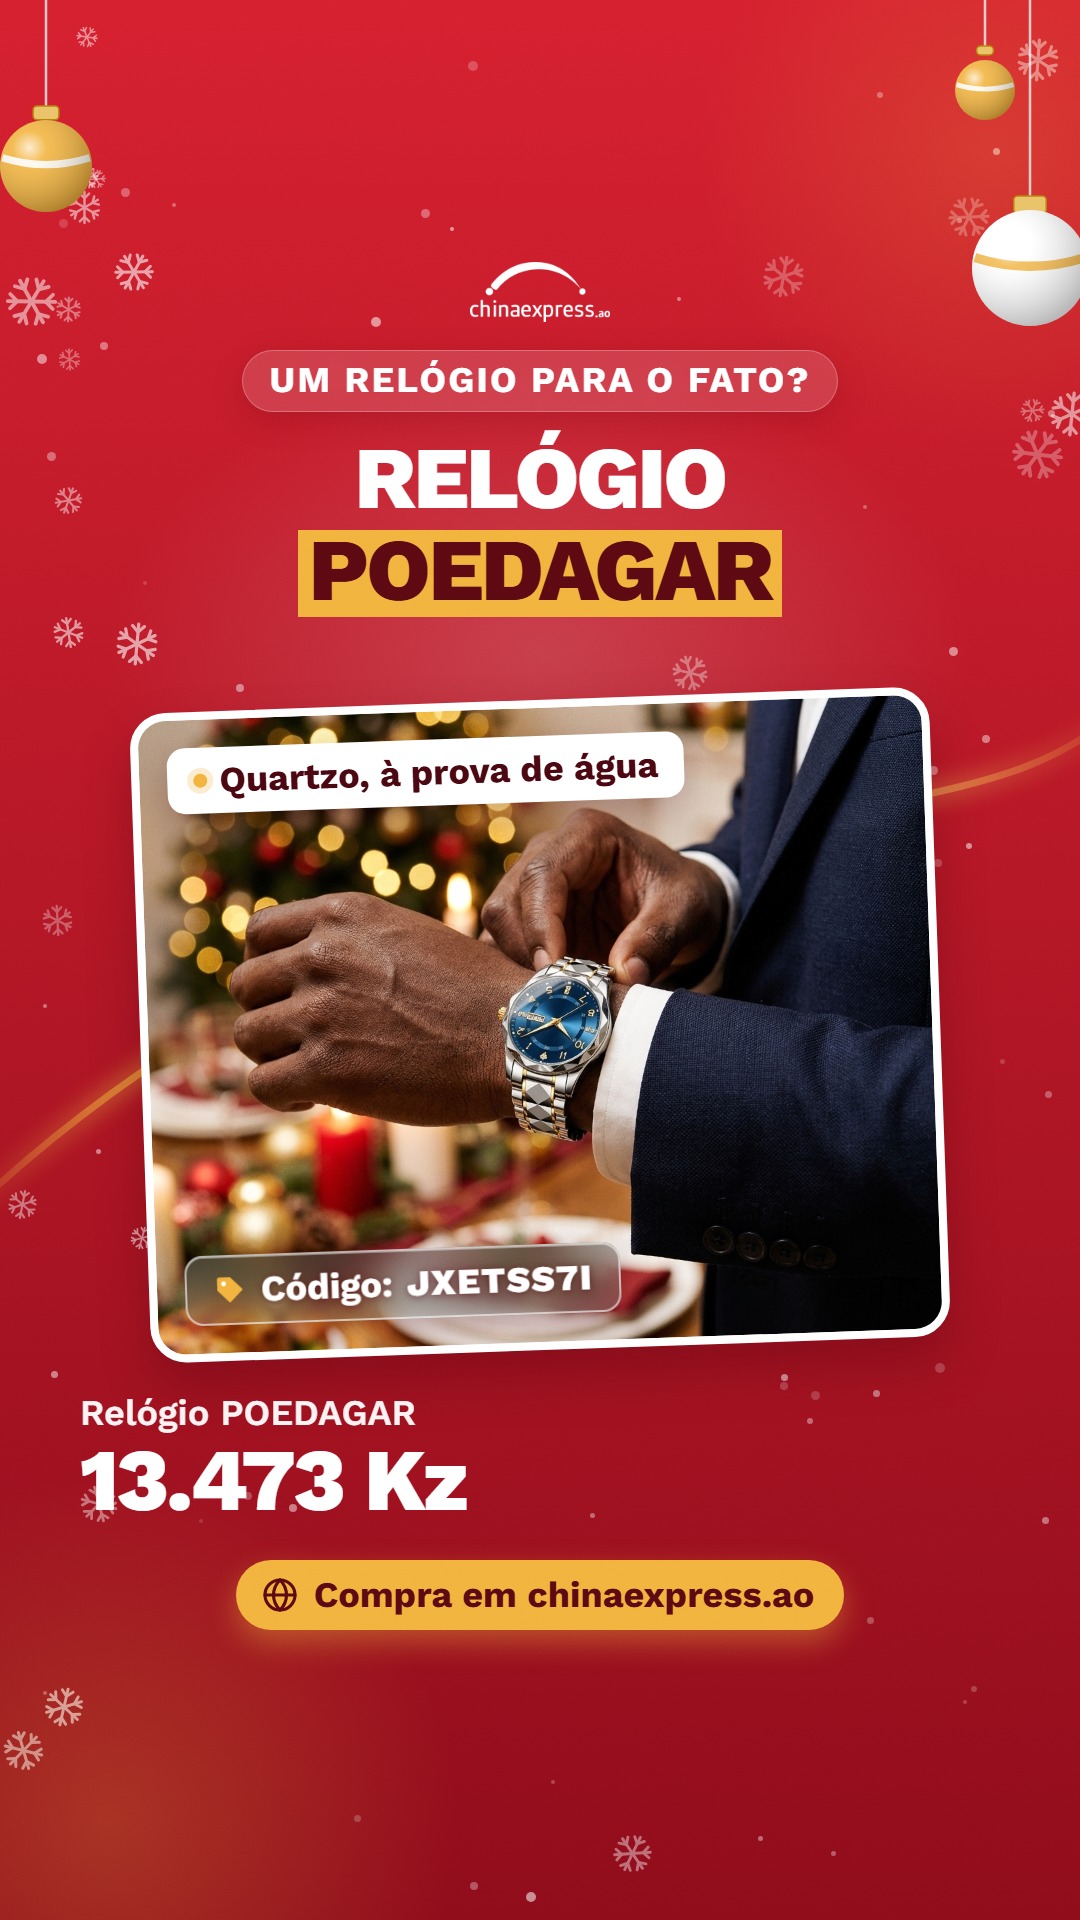 chinaexpress.ao
UM RELÓGIO PARA O FATO?
RELÓGIO
POEDAGAR
Quartzo, à prova de água
Código: JXETSS7I
Relógio POEDAGAR
13.473 Kz
Compra em chinaexpress.ao